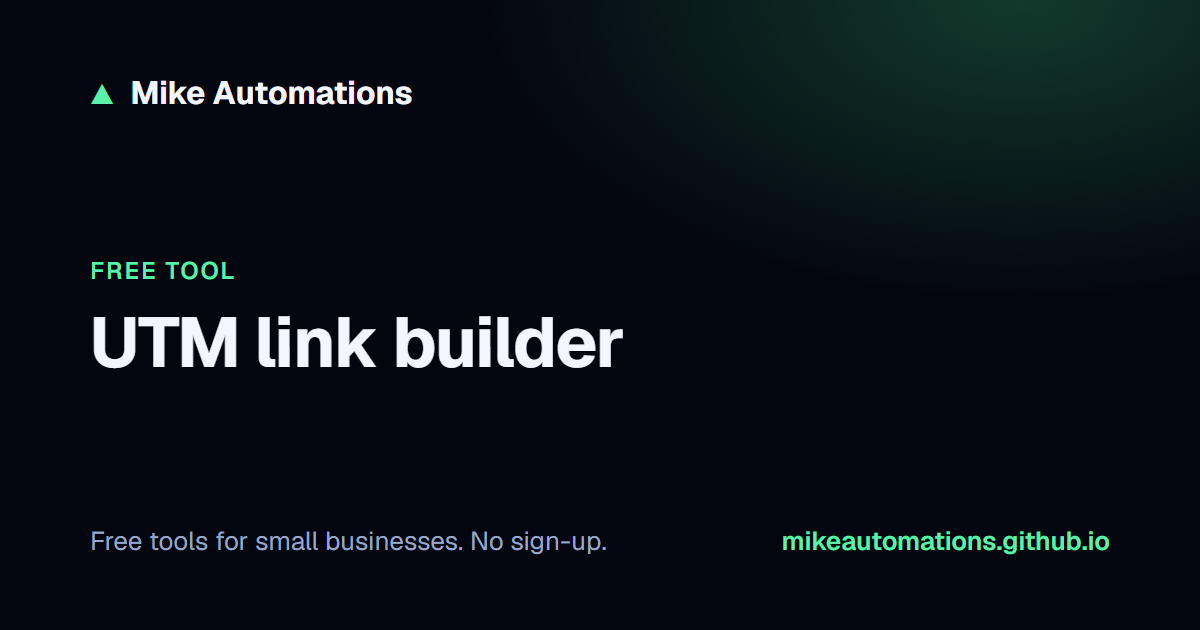 Mike Automations
FREE TOOL
UTM link builder
Free tools for small businesses. No sign-up.
mikeautomations.github.io